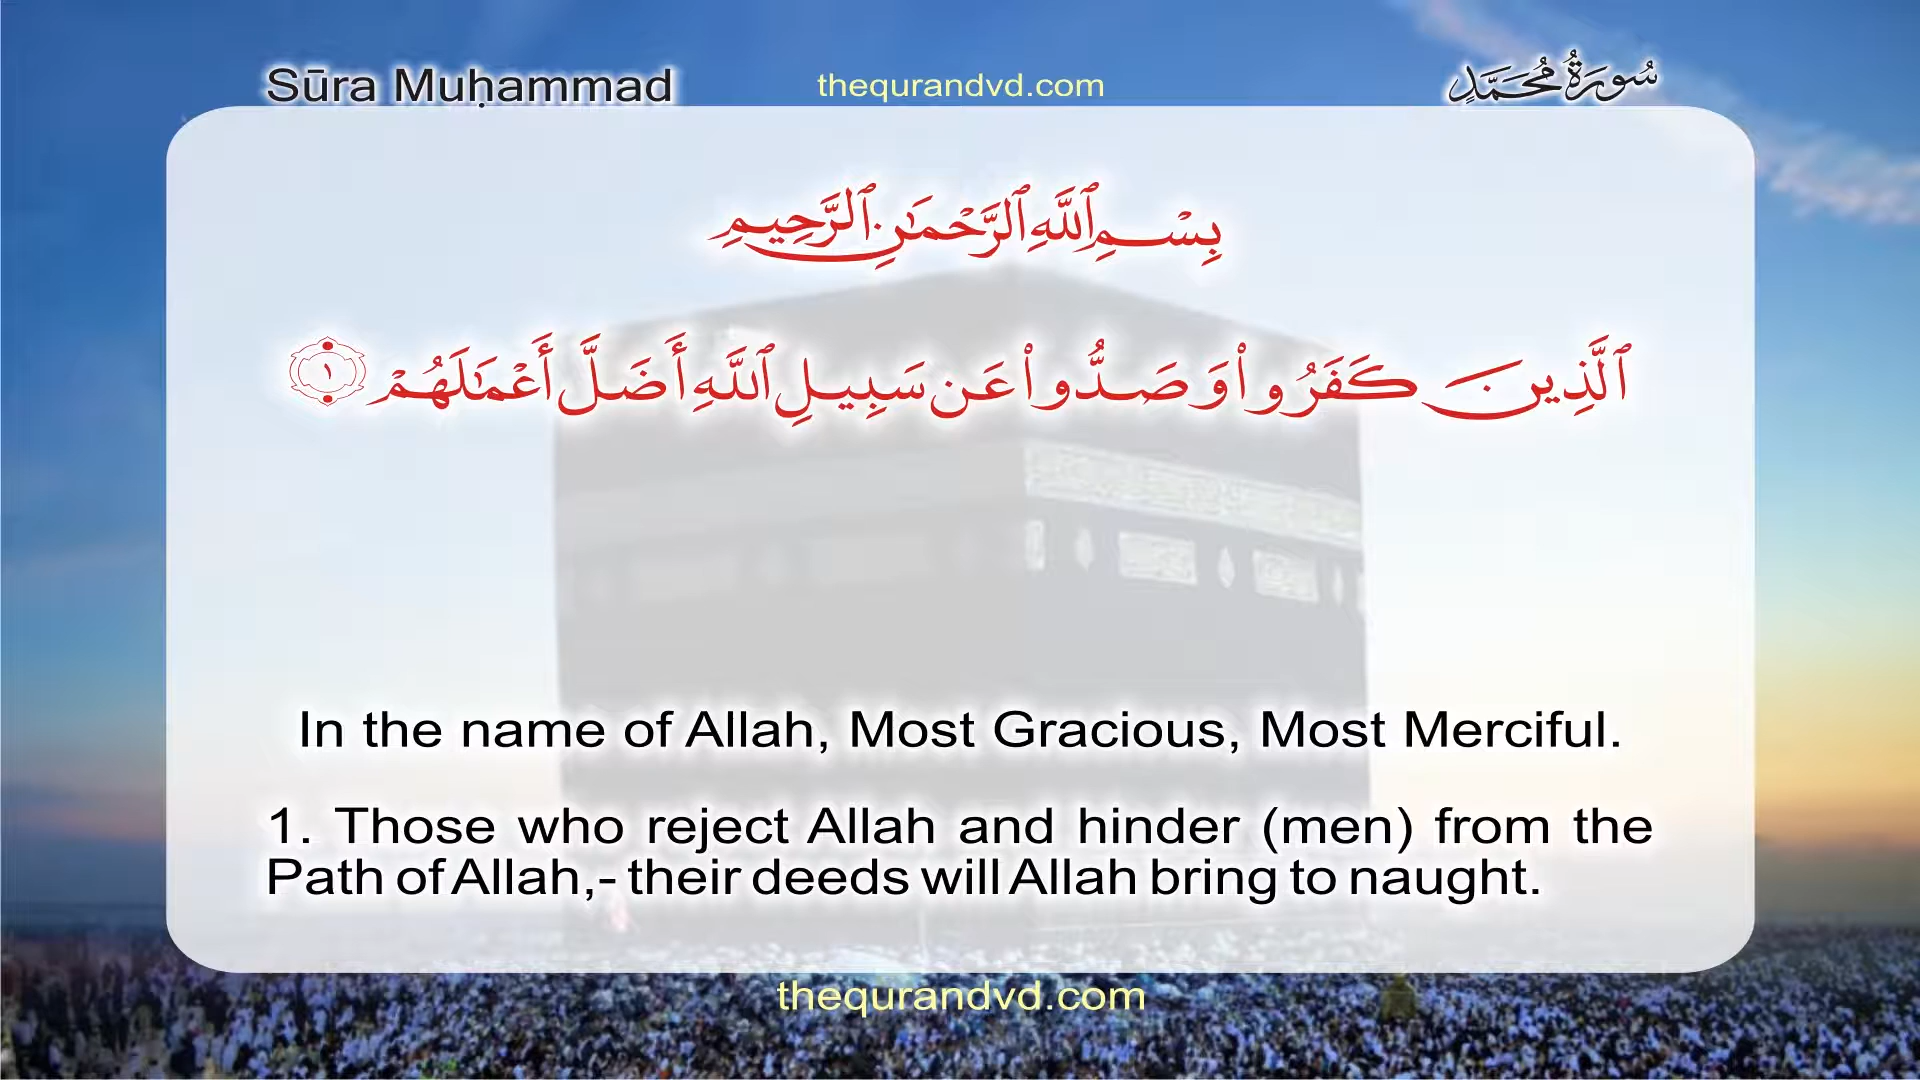 Sūra Muḥammad
thequrandvd.com
سُورَةُ مُحَمَّدٍ
بِسْمِ ٱللَّهِ ٱلرَّحْمَـٰنِ ٱلرَّحِيمِ
ٱلَّذِينَ كَفَرُوا۟ وَصَدُّوا۟ عَن سَبِيلِ ٱللَّهِ أَضَلَّ أَعْمَـٰلَهُمْ ١
In the name of Allah, Most Gracious, Most Merciful.
1. Those who reject Allah and hinder (men) from the
Path of Allah,- their deeds will Allah bring to naught.
thequrandvd.com